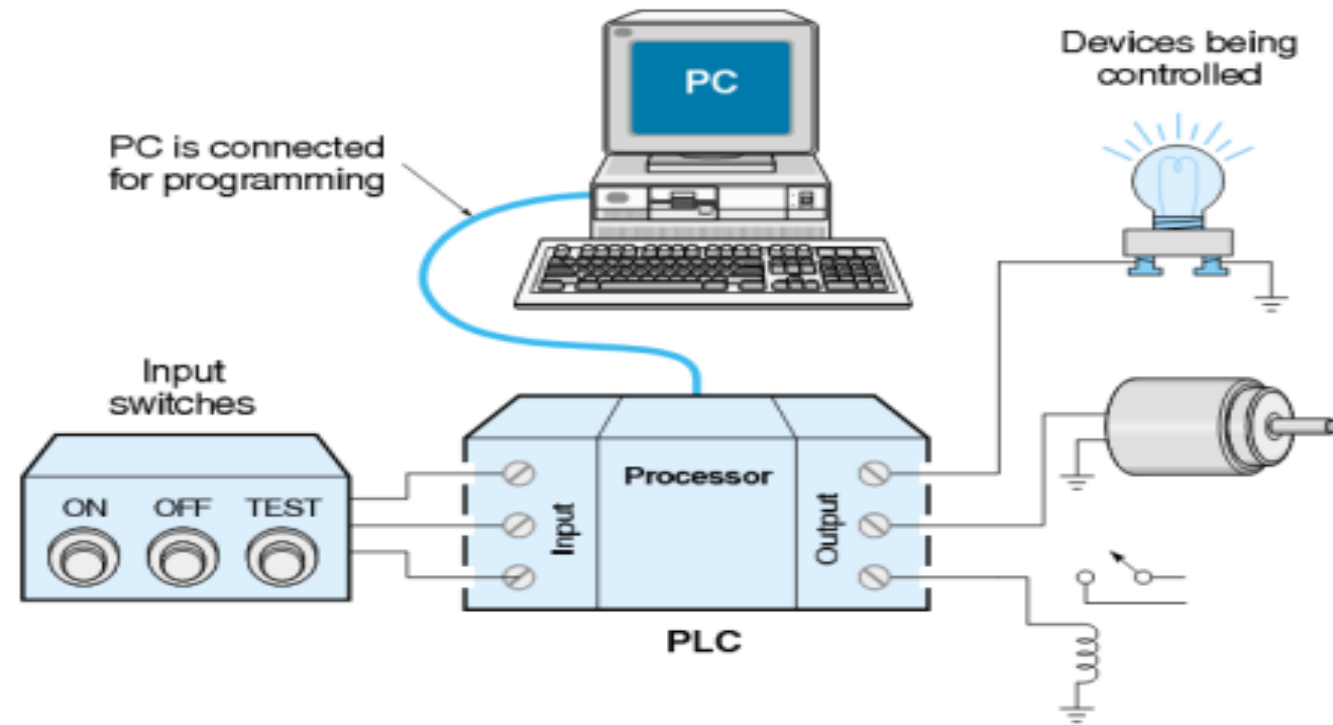 PC
Devices being
controlled
PC is connected
for programming
Input
switches
ON OFF TEST
Input
Processor
Output
PLC